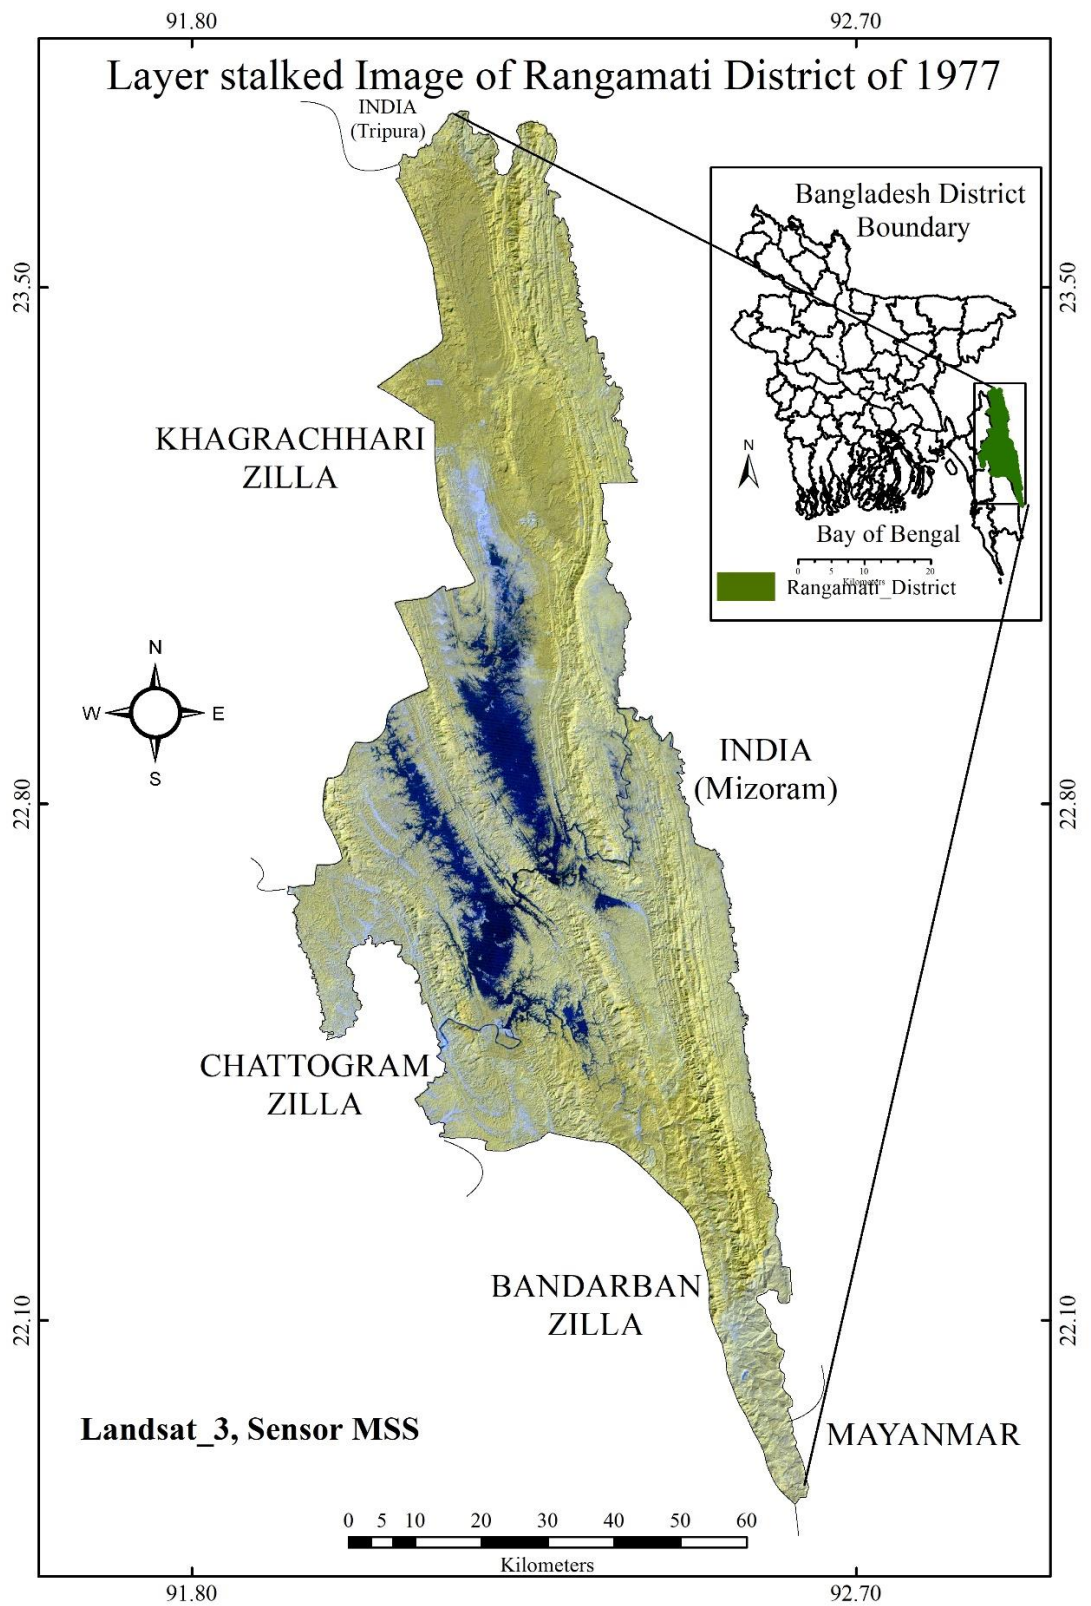 91.80
92.70
Layer stalked Image of Rangamati District of 1977
INDIA
(Tripura)
Bangladesh District
Boundary
23.50
23.50
KHAGRACHHARI
ZILLA
N
Bay of Bengal
0 5 10 20
Kilometers
Rangamati_District
N
W
E
S
INDIA
(Mizoram)
22.80
22.80
CHATTOGRAM
ZILLA
BANDARBAN
ZILLA
22.10
22.10
Landsat_3, Sensor MSS
MAYANMAR
0 5 10 20 30 40 50 60
Kilometers
91.80
92.70